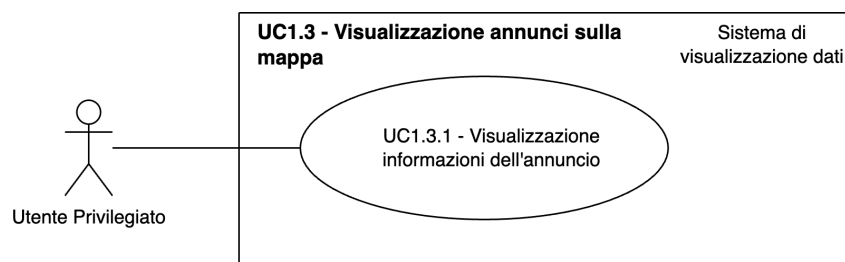 UC1.3 - Visualizzazione annunci sulla
mappa
Sistema di
visualizzazione dati
UC1.3.1 - Visualizzazione
informazioni dell'annuncio
Utente Privilegiato